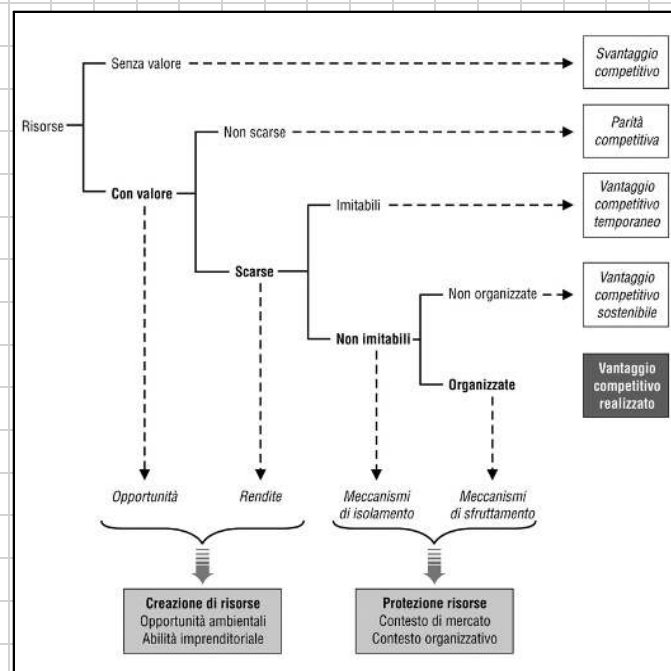 Senza valore
Svantaggio
competitivo
Risorse
Non scarse
Parità
competitiva
Con valore
Imitabili
Vantaggio
competitivo
temporaneo
Scarse
Non organizzate
Vantaggio
competitivo
sostenibile
Non imitabili
Organizzate
Vantaggio
competitivo
realizzato
Opportunità
Rendite
Meccanismi
di isolamento
Meccanismi
di sfruttamento
Creazione di risorse
Opportunità ambientali
Abilità imprenditoriale
Protezione risorse
Contesto di mercato
Contesto organizzativo